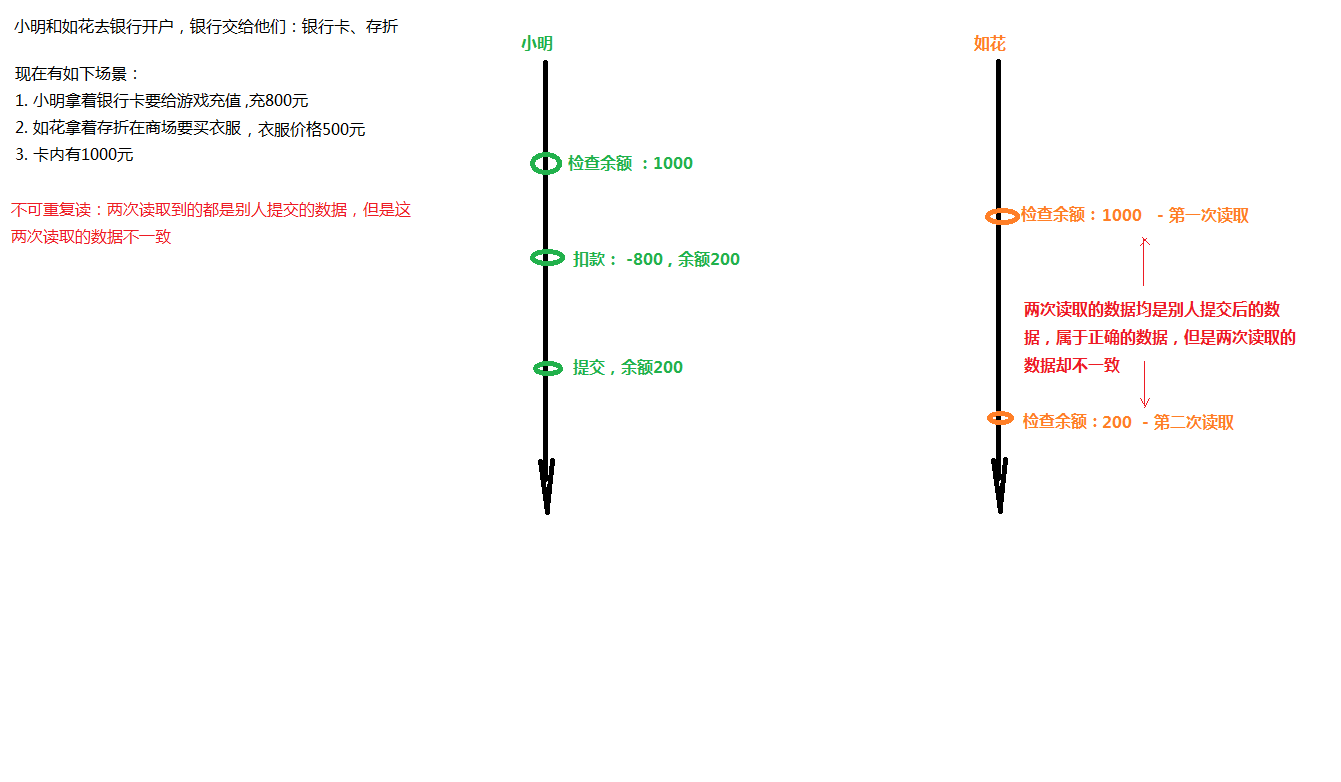 小明和如花去银行开户，银行交给他们：银行卡、存折
现在有如下场景：
1. 小明拿着银行卡要给游戏充值 ,充800元
2. 如花拿着存折在商场要买衣服，衣服价格500元
3. 卡内有1000元
不可重复读：两次读取到的都是别人提交的数据，但是这
两次读取的数据不一致
小明
检查余额 ：1000
扣款： -800，余额200
提交，余额200
如花
检查余额：1000 - 第一次读取
两次读取的数据均是别人提交后的数
据，属于正确的数据，但是两次读取的
数据却不一致
检查余额：200 - 第二次读取